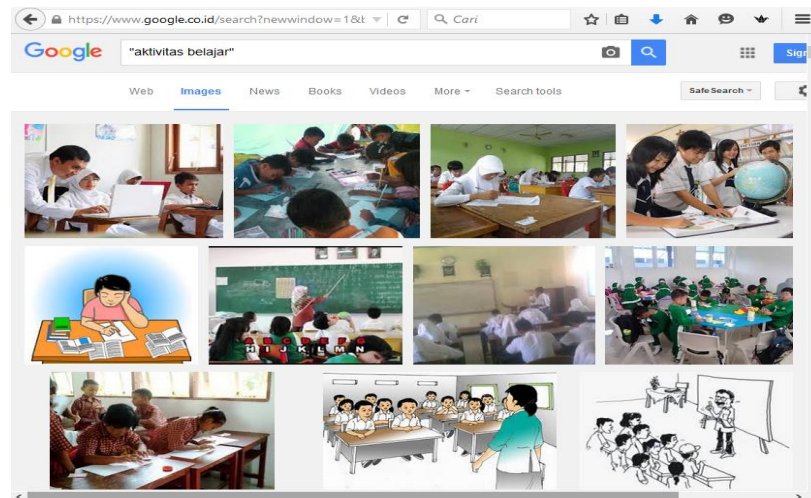 https://www.google.co.id/search?newwindow=1&t
Cari
Google "aktivitas belajar" Sign
Web Images News Books Videos More Search tools SafeSearch
A B C D E F G
H I J K L M N